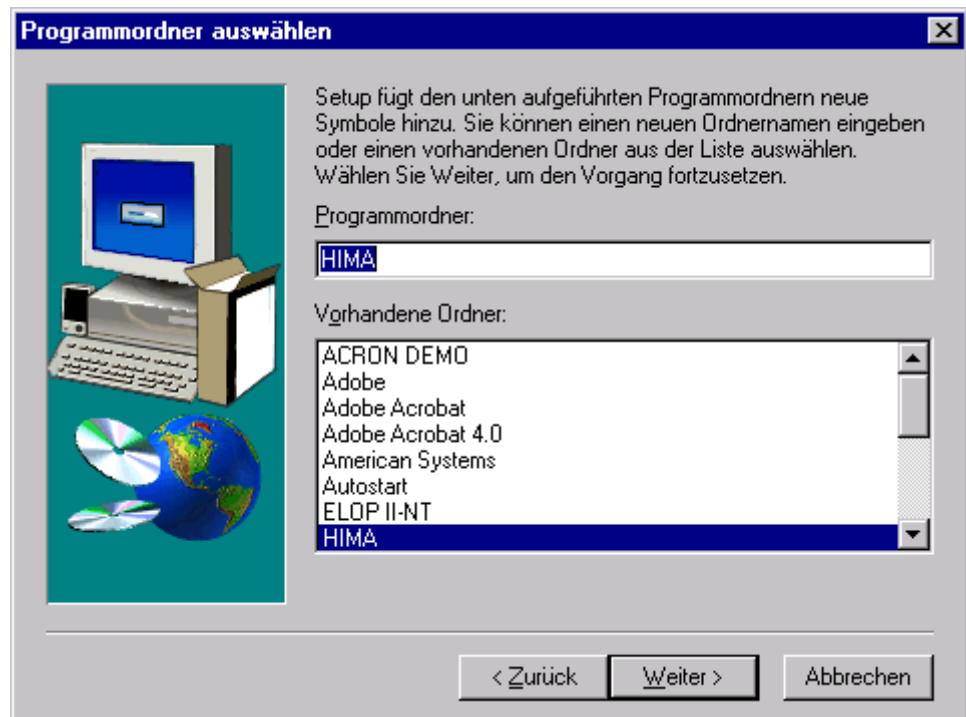 Programmordner auswählen
Setup fügt den unten aufgeführten Programmordnern neue
Symbole hinzu. Sie können einen neuen Ordnernamen eingeben
oder einen vorhandenen Ordner aus der Liste auswählen.
Wählen Sie Weiter, um den Vorgang fortzusetzen.
Programmordner:
HIMA
Vorhandene Ordner:
ACRON DEMO
Adobe
Adobe Acrobat
Adobe Acrobat 4.0
American Systems
Autostart
ELOP II-NT
HIMA
< Zurück
Weiter >
Abbrechen